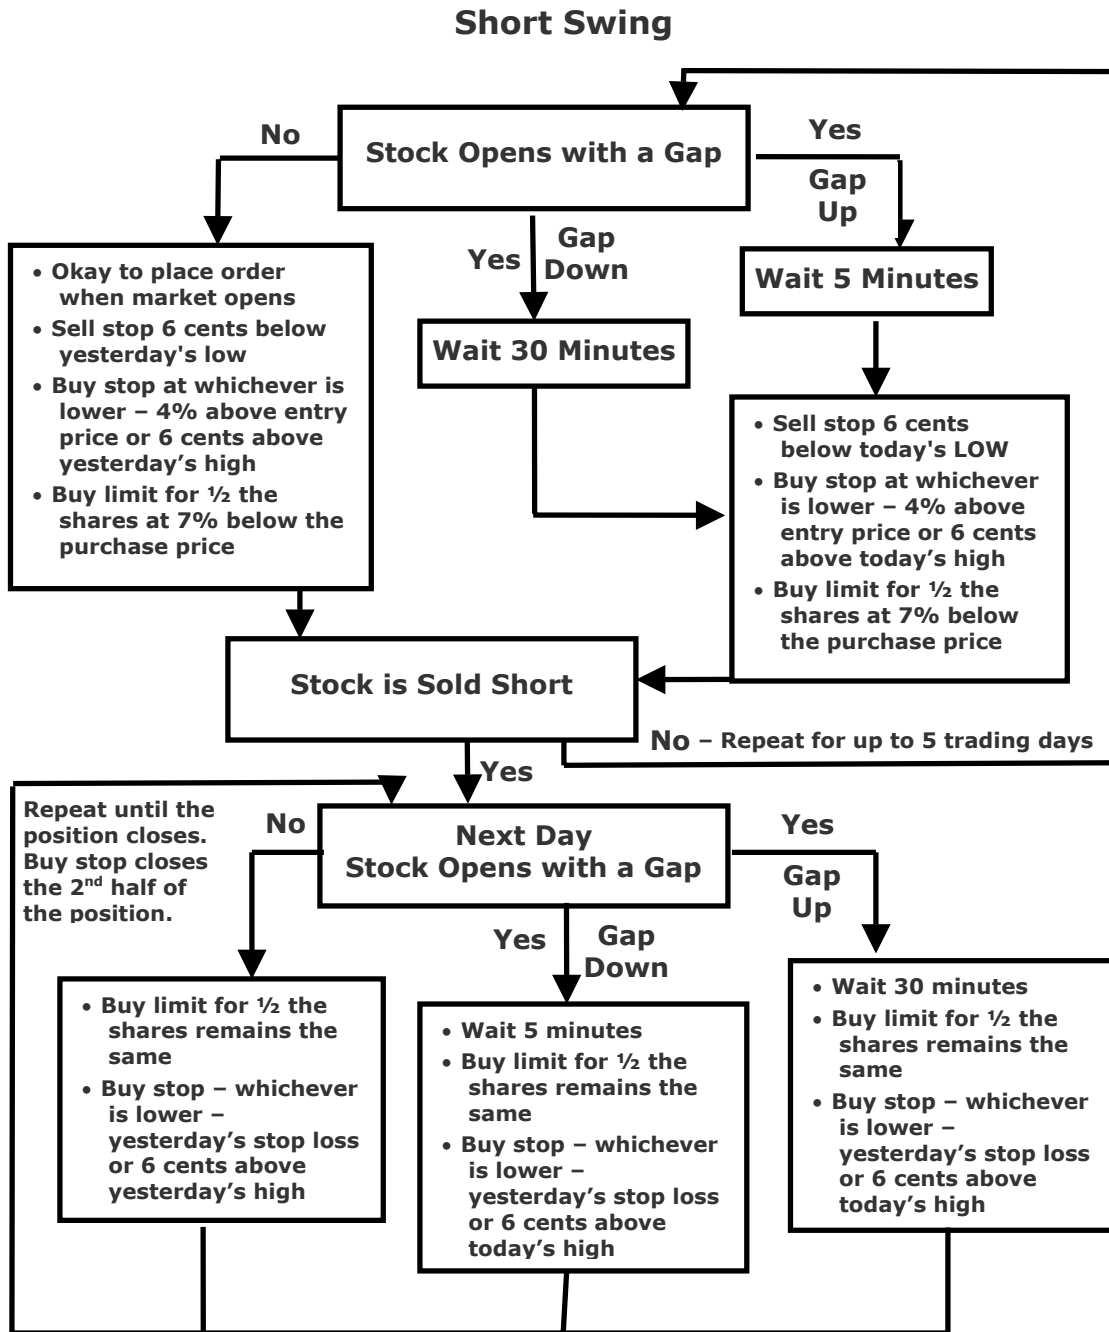 Short Swing
Stock Opens with a Gap
No
Yes
Gap
Up
Yes
Gap
Down
• Okay to place order
when market opens
• Sell stop 6 cents below
yesterday's low
• Buy stop at whichever is
lower – 4% above entry
price or 6 cents above
yesterday’s high
• Buy limit for ½ the
shares at 7% below the
purchase price
Wait 30 Minutes
Wait 5 Minutes
• Sell stop 6 cents
below today's LOW
• Buy stop at whichever
is lower – 4% above
entry price or 6 cents
above today’s high
• Buy limit for ½ the
shares at 7% below
the purchase price
Stock is Sold Short
No – Repeat for up to 5 trading days
Yes
Repeat until the
position closes.
Buy stop closes
the 2nd half of
the position.
Next Day
Stock Opens with a Gap
No
Yes
Gap
Down
Yes
Gap
Up
• Buy limit for ½ the
shares remains the
same
• Buy stop – whichever
is lower –
yesterday’s stop loss
or 6 cents above
yesterday’s high
• Wait 5 minutes
• Buy limit for ½ the
shares remains the
same
• Buy stop – whichever
is lower –
yesterday’s stop loss
or 6 cents above
today’s high
• Wait 30 minutes
• Buy limit for ½ the
shares remains the
same
• Buy stop – whichever
is lower –
yesterday’s stop loss
or 6 cents above
today’s high